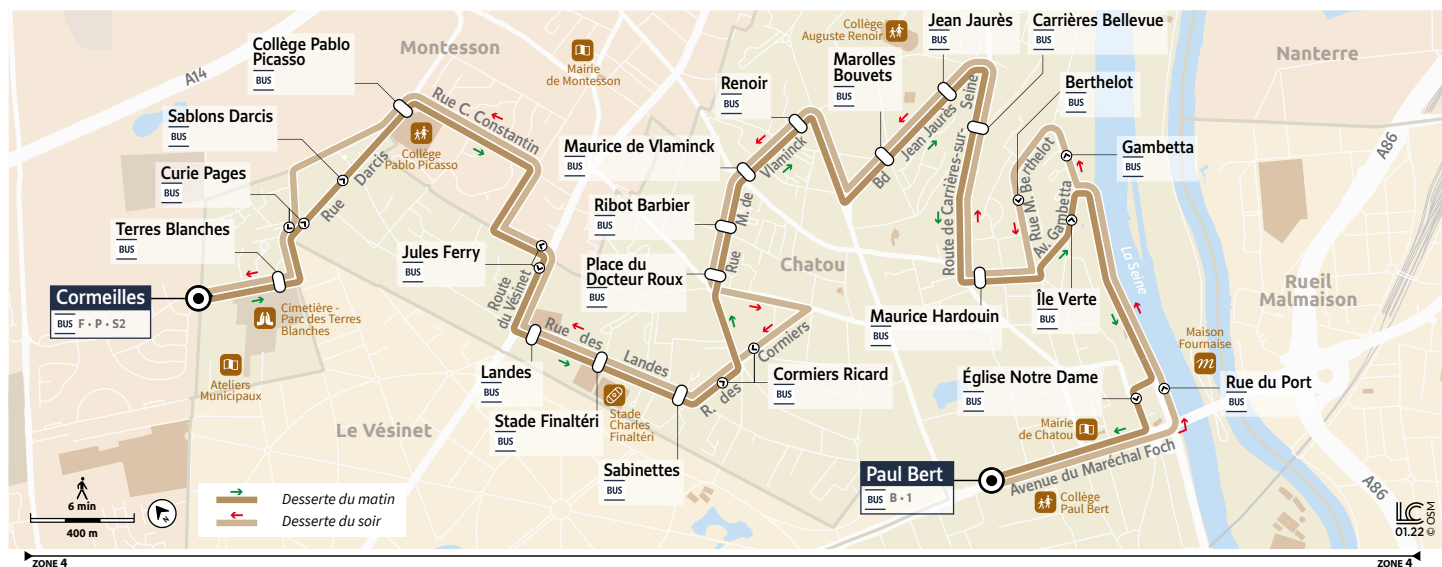 Collège Pablo
Picasso
BUS
Montesson
Mairie
de Montesson
A14
Sablons Darcis
BUS
Rue C. Constantin
Collège
Pablo Picasso
Curie Pages
BUS
Rue Darcis
Terres Blanches
BUS
Cormeilles
BUS F • P • S2
Cimetière -
Parc des Terres
Blanches
Ateliers
Municipaux
Le Vésinet
Jules Ferry
BUS
Route
du Vésinet
Rue des Landes
Landes
BUS
Stade Finaltéri
BUS
Stade
Charles
Finaltéri
Sabinettes
BUS
R. des Cormiers
Cormiers Ricard
BUS
Place du
Docteur Roux
BUS
Ribot Barbier
BUS
Maurice de Vlaminck
BUS
Renoir
BUS
Rue M. de Vlaminck
Chatou
Collège
Auguste Renoir
Marolles
Bouvets
BUS
Jean Jaurès
BUS
Bd Jean Jaurès
Carrières Bellevue
BUS
Route de Carrières-sur-Seine
Berthelot
BUS
Rue M. Berthelot
Gambetta
BUS
Av. Gambetta
Maurice Hardouin
BUS
Île Verte
BUS
La Seine
Nanterre
A86
Rueil
Malmaison
Maison
Fournaise
Église Notre Dame
BUS
Rue du Port
BUS
Mairie
de Chatou
Paul Bert
BUS B • 1
Avenue du Maréchal Foch
Collège
Paul Bert
A86
6 min
400 m
Desserte du matin
Desserte du soir
LC
01.22 © OSM
ZONE 4
ZONE 4